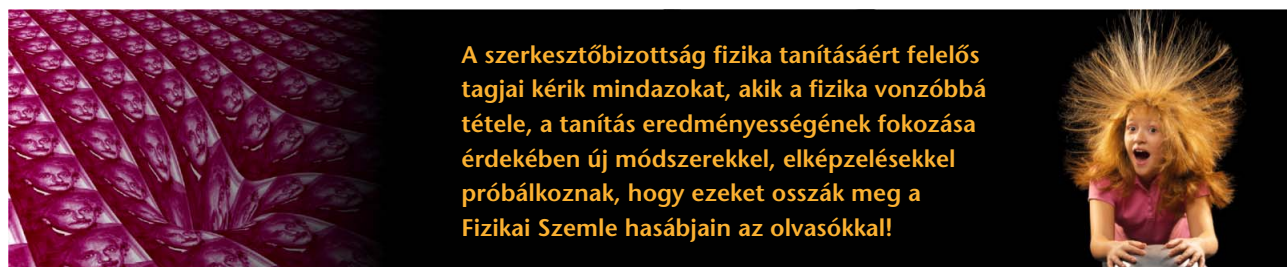 A szerkesztőbizottság fizika tanításáért felelős
tagjai kérik mindazokat, akik a fizika vonzóbbá
tétele, a tanítás eredményességének fokozása
érdekében új módszerekkel, elképzelésekkel
próbálkoznak, hogy ezeket osszák meg a
Fizikai Szemle hasábjain az olvasókkal!